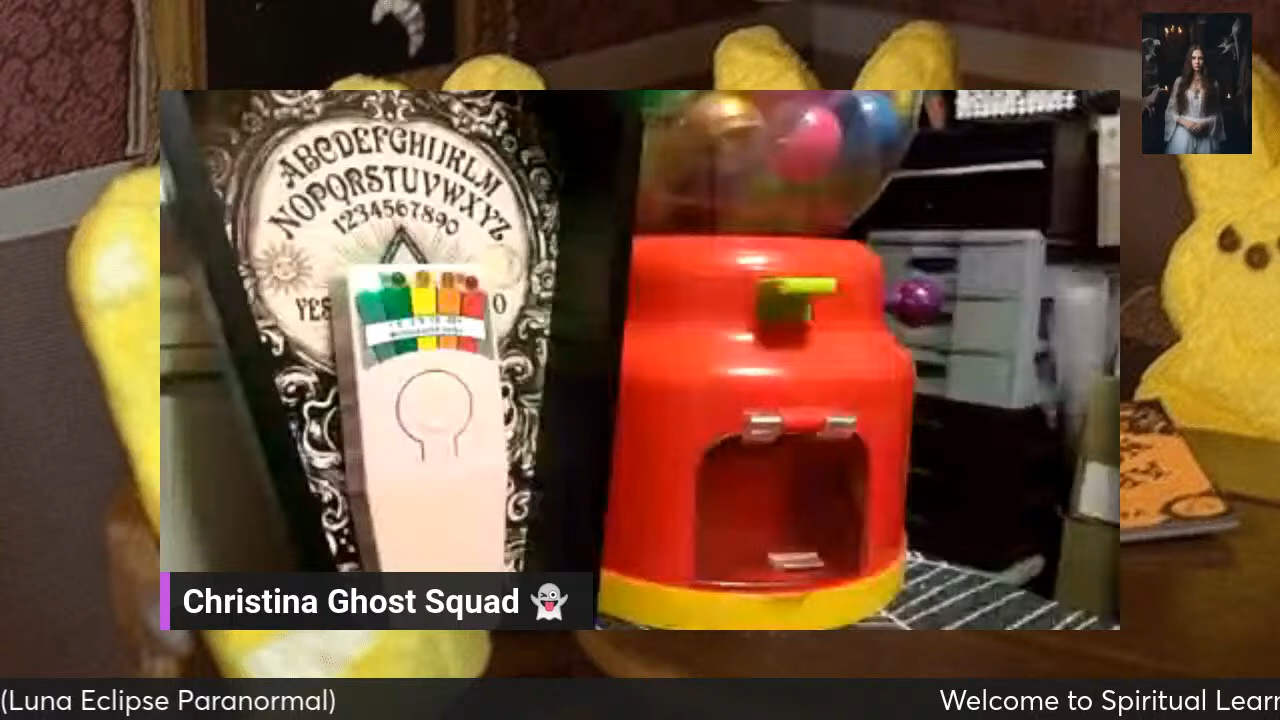 ABCDEFGHIJKLM
NOPQRSTUVWXYZ
1234567890
YES
O
Christina Ghost Squad 👻
(Luna Eclipse Paranormal)
Welcome to Spiritual Learn